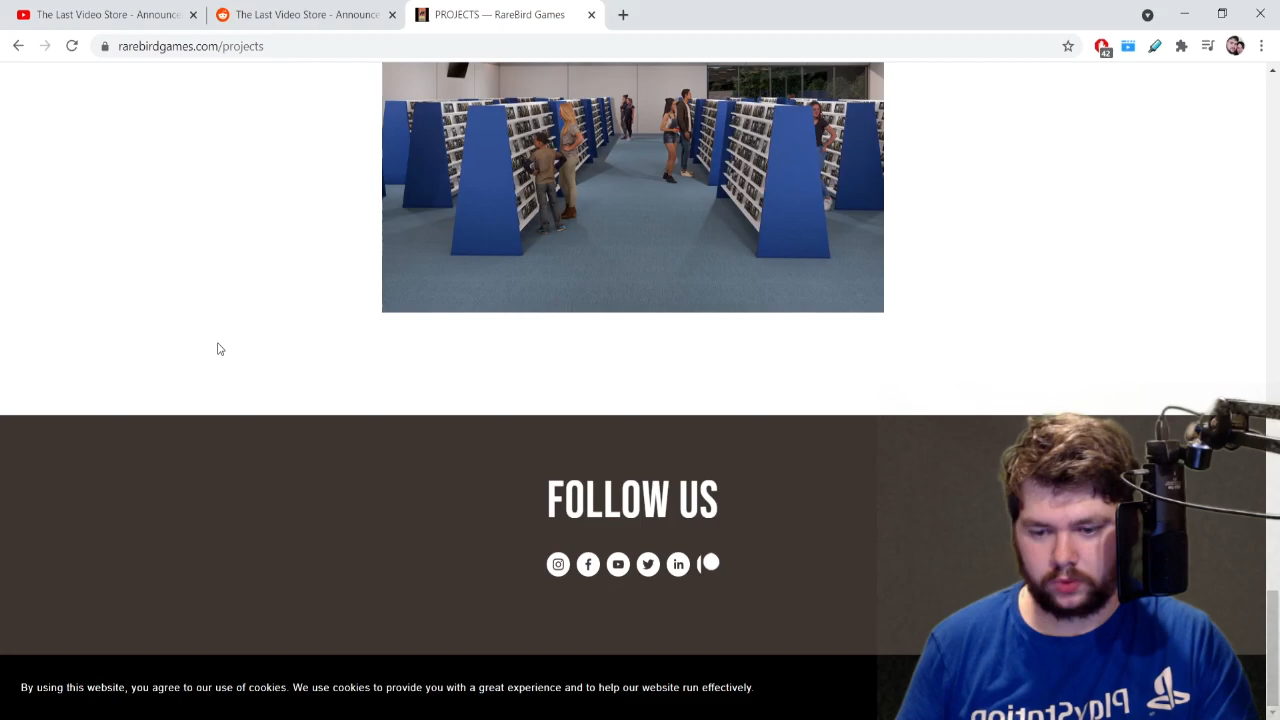 The Last Video Store - Announce
The Last Video Store - Announce
PROJECTS — RareBird Games
rarebirdgames.com/projects
42
FOLLOW US
By using this website, you agree to our use of cookies. We use cookies to provide you with a great experience and to help our website run effectively.
PlayStation